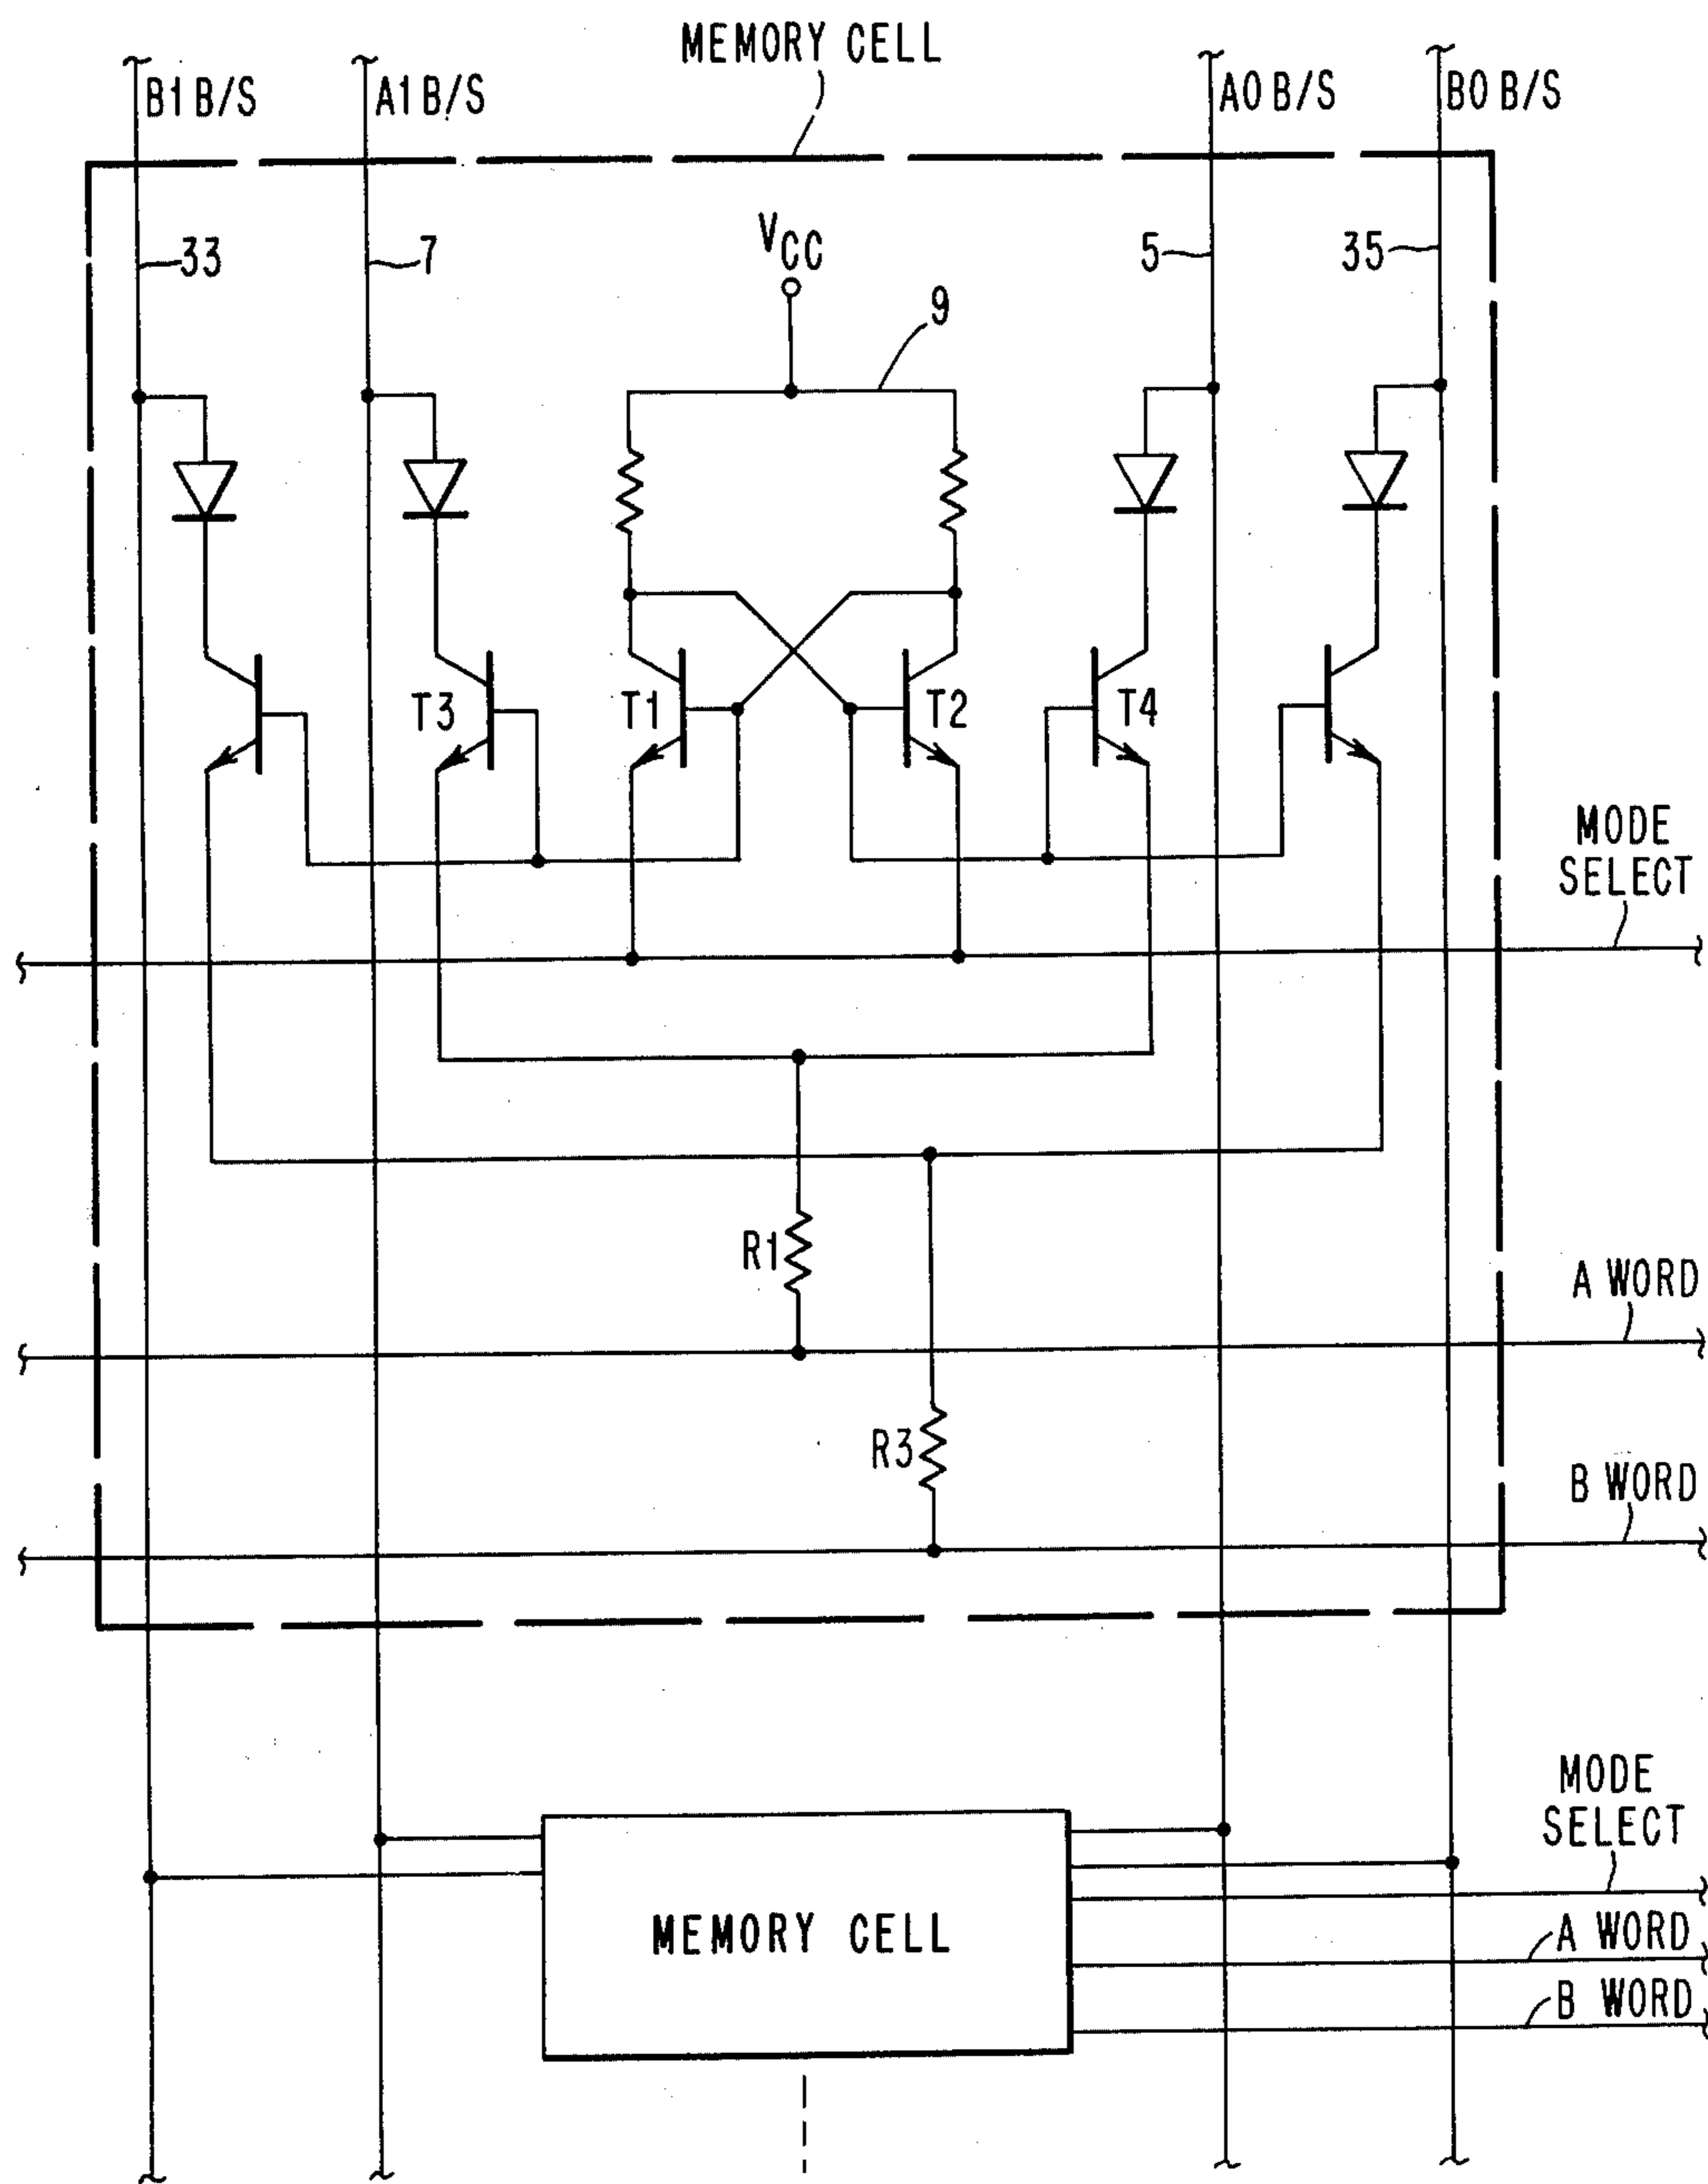 MEMORY CELL
B1 B/S
A1 B/S
A0 B/S
B0 B/S
33
7
VCC
5
35
9
T3
T1
T2
T4
MODE
SELECT
R1
A WORD
R3
B WORD
MODE
SELECT
MEMORY CELL
A WORD
B WORD